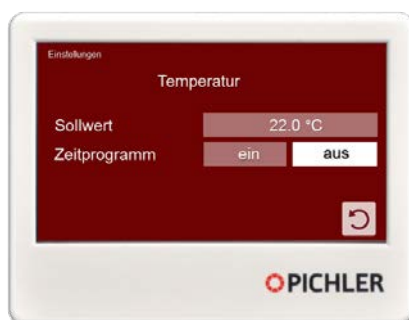 Einstellungen
Temperatur
Sollwert 22.0 °C
Zeitprogramm ein aus
PICHLER